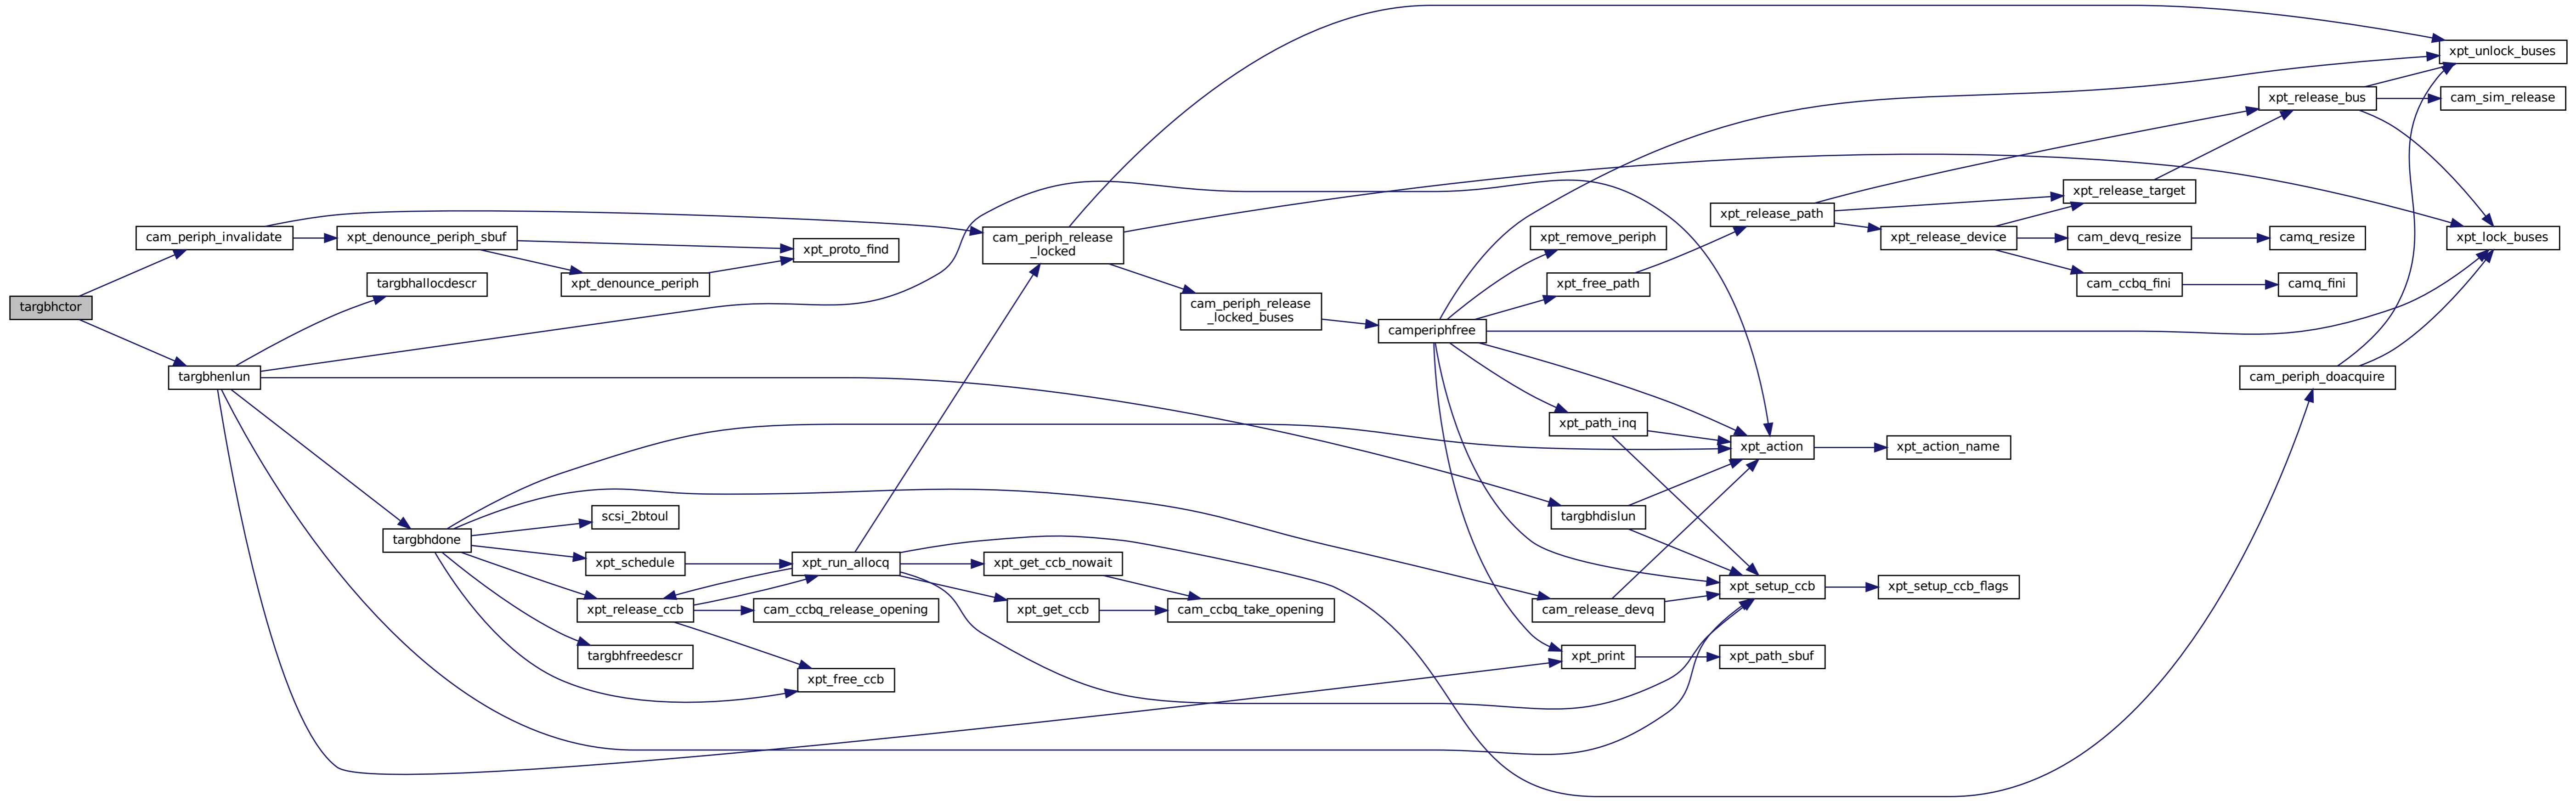 targbhctor
cam_periph_invalidate
targbhenlun
xpt_denounce_periph_sbuf
targbhallocdescr
targbhdone
xpt_denounce_periph
scsi_2btoul
xpt_schedule
xpt_release_ccb
targbhfreedescr
xpt_proto_find
xpt_run_allocq
cam_ccbq_release_opening
xpt_free_ccb
cam_periph_release
_locked
xpt_get_ccb_nowait
xpt_get_ccb
cam_periph_release
_locked_buses
cam_ccbq_take_opening
camperiphfree
xpt_remove_periph
xpt_free_path
xpt_path_inq
targbhdislun
cam_release_devq
xpt_print
xpt_release_path
xpt_action
xpt_setup_ccb
xpt_path_sbuf
xpt_release_device
xpt_action_name
xpt_setup_ccb_flags
xpt_release_target
cam_devq_resize
cam_ccbq_fini
xpt_release_bus
camq_resize
camq_fini
cam_periph_doacquire
xpt_unlock_buses
cam_sim_release
xpt_lock_buses